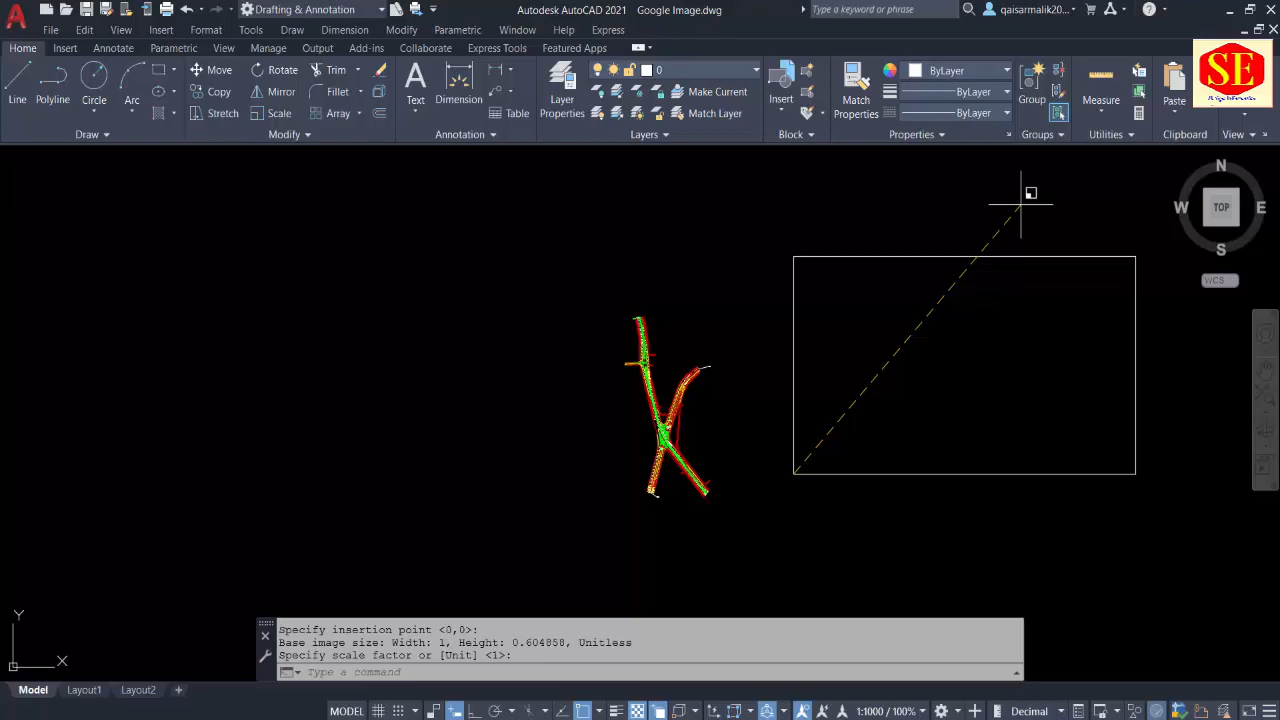 Drafting & Annotation
Autodesk AutoCAD 2021 Google Image.dwg
Type a keyword or phrase
qaisarmalik20...
File Edit View Insert Format Tools Draw Dimension Modify Parametric Window Help Express
Home Insert Annotate Parametric View Manage Output Add-ins Collaborate Express Tools Featured Apps
Line
Polyline
Circle
Arc
Move
Rotate
Trim
Copy
Mirror
Fillet
Stretch
Scale
Array
Text
Dimension
Table
Layer
Properties
0
Make Current
Match Layer
Insert
Match
Properties
ByLayer
ByLayer
ByLayer
Group
Measure
Paste
SE
Draw
Modify
Annotation
Layers
Block
Properties
Groups
Utilities
Clipboard
View
N
W
TOP
E
S
WCS
Y
X
Specify insertion point <0,0>:
Base image size: Width: 1, Height: 0.604858, Unitless
Specify scale factor or [Unit] <1>:
Type a command
Model Layout1 Layout2 +
MODEL
1:1000 / 100%
Decimal